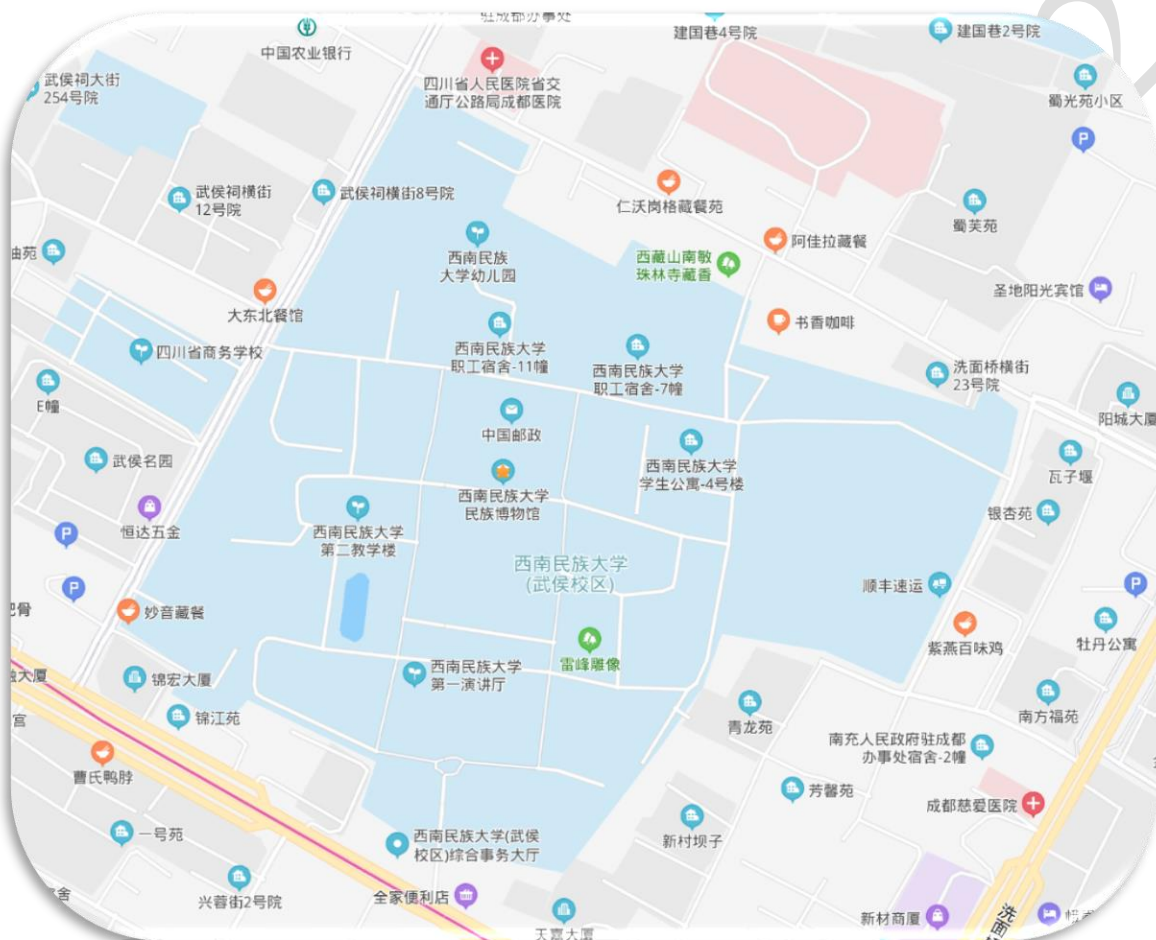 驻成都办事处
中国农业银行
建国巷4号院
建国巷2号院
武侯祠大街
254号院
四川省人民医院省交
通厅公路局成都医院
蜀光苑小区
P
武侯祠横街
12号院
武侯祠横街8号院
仁沃岗格藏餐苑
蜀芙苑
阿佳拉藏餐
西南民族
大学幼儿园
西藏山南敏
珠林寺藏香
圣地阳光宾馆
大东北餐馆
书香咖啡
四川省商务学校
西南民族大学
职工宿舍-11幢
西南民族大学
职工宿舍-7幢
洗面桥横街
23号院
E幢
阳城大厦
中国邮政
武侯名园
西南民族大学
学生公寓-4号楼
瓦子堰
西南民族大学
民族博物馆
恒达五金
西南民族大学
第二教学楼
银杏苑
P
西南民族大学
(武侯校区)
顺丰速运
P
P
妙音藏餐
紫燕百味鸡
牡丹公寓
雷峰雕像
西南民族大学
第一演讲厅
锦宏大厦
锦江苑
青龙苑
南方福苑
南充人民政府驻成都
办事处宿舍-2幢
曹氏鸭脖
芳馨苑
成都慈爱医院
一号苑
西南民族大学(武侯
校区)综合事务大厅
新村坝子
兴蓉街2号院
全家便利店
新材商厦
洗面
天嘉大厦